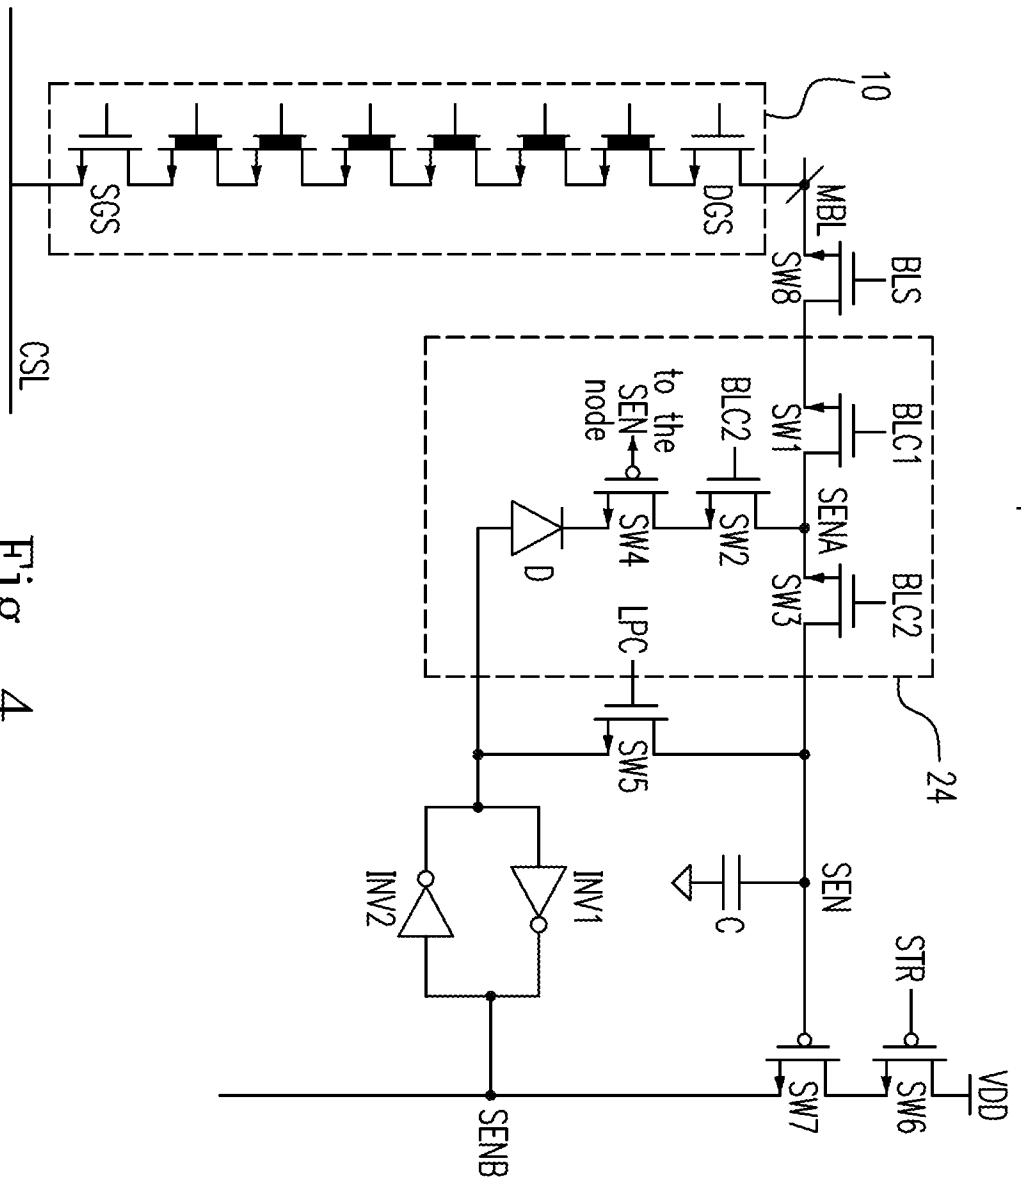 10
SGS
DGS
MBL
SW8
BLS
CSL
to the
SEN
node
BLC2
SW1
BLC1
SENA
SW4
SW2
D
SW3
BLC2
LPC
SW5
24
INV2
INV1
C
SEN
STR
SENB
SW7
SW6
VDD
Fig 4